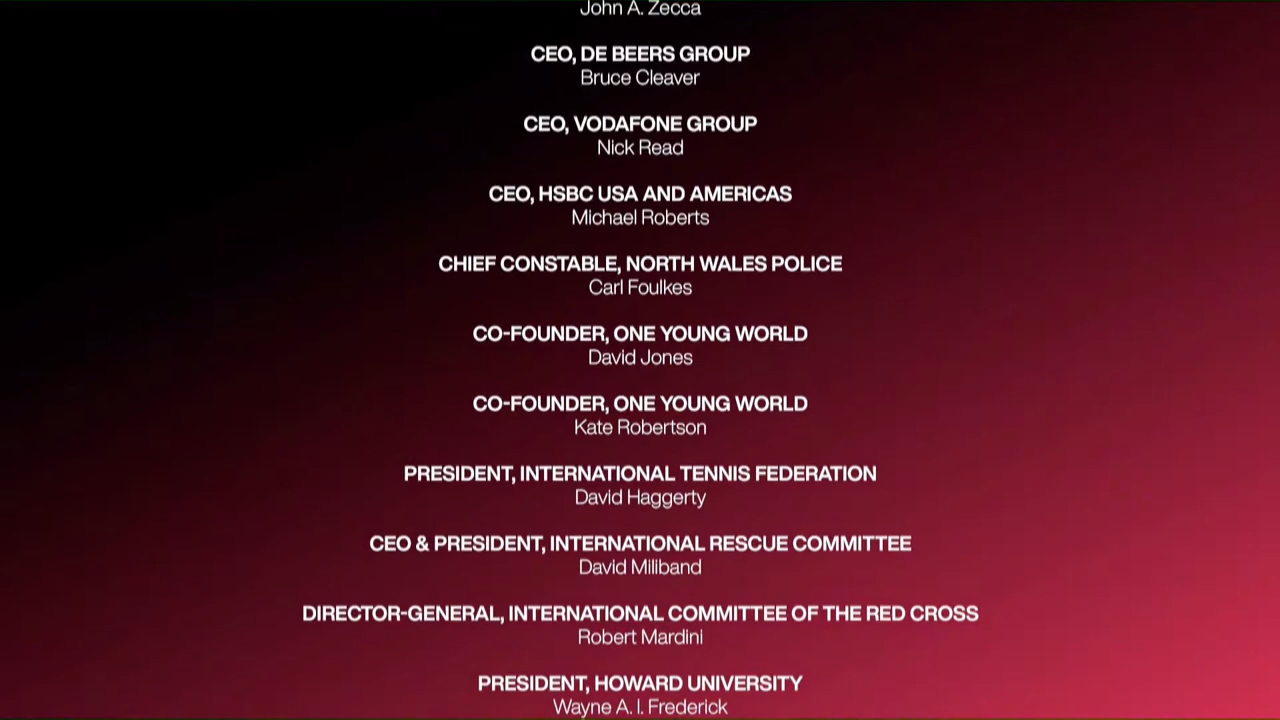 John A. Zecca
CEO, DE BEERS GROUP
Bruce Cleaver
CEO, VODAFONE GROUP
Nick Read
CEO, HSBC USA AND AMERICAS
Michael Roberts
CHIEF CONSTABLE, NORTH WALES POLICE
Carl Foulkes
CO-FOUNDER, ONE YOUNG WORLD
David Jones
CO-FOUNDER, ONE YOUNG WORLD
Kate Robertson
PRESIDENT, INTERNATIONAL TENNIS FEDERATION
David Haggerty
CEO & PRESIDENT, INTERNATIONAL RESCUE COMMITTEE
David Miliband
DIRECTOR-GENERAL, INTERNATIONAL COMMITTEE OF THE RED CROSS
Robert Mardini
PRESIDENT, HOWARD UNIVERSITY
Wayne A. I. Frederick